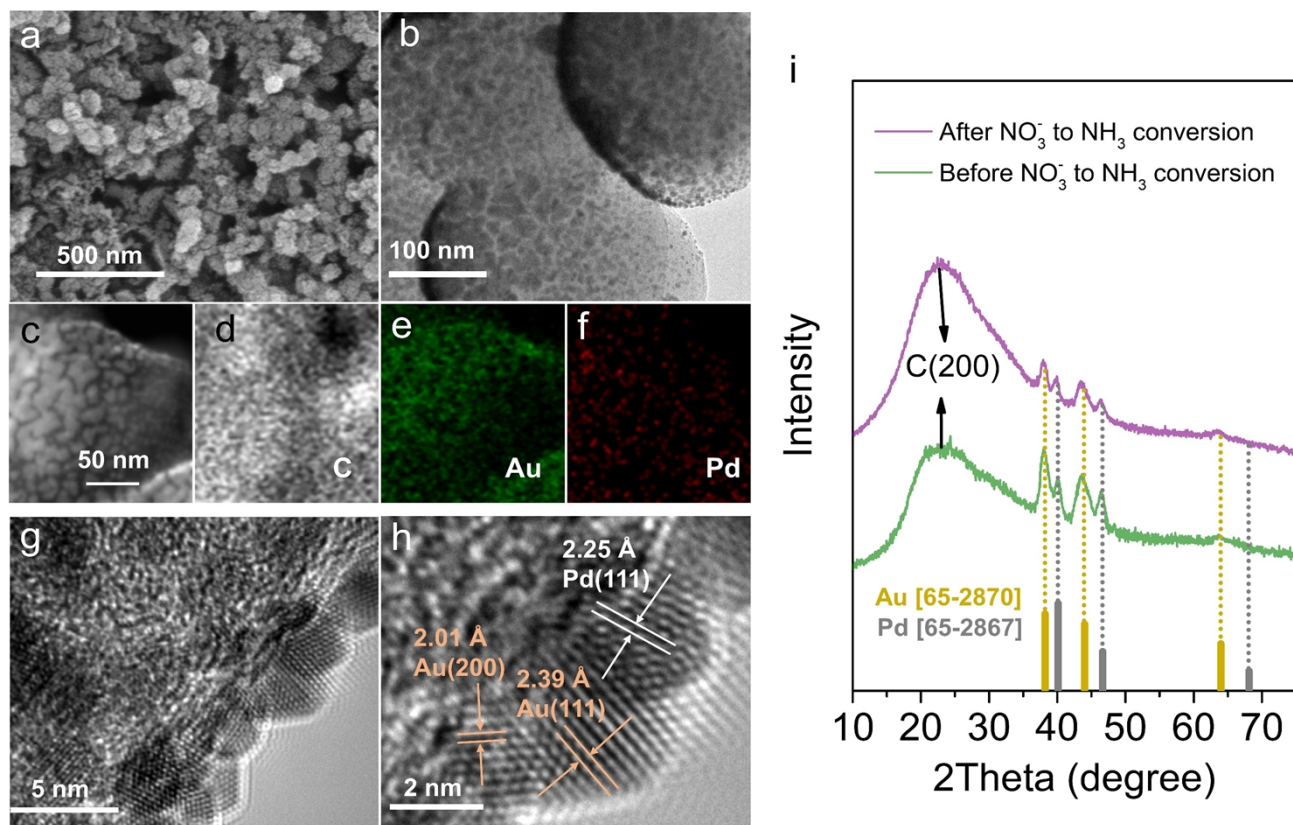 a
500 nm
b
100 nm
c
50 nm
d
C
e
Au
f
Pd
g
5 nm
h
2.25 Å
Pd(111)
2.01 Å
Au(200)
2.39 Å
Au(111)
2 nm
i
After NO₃⁻ to NH₃ conversion
Before NO₃⁻ to NH₃ conversion
C(200)
Intensity
Au [65-2870]
Pd [65-2867]
10 20 30 40 50 60 70
2Theta (degree)